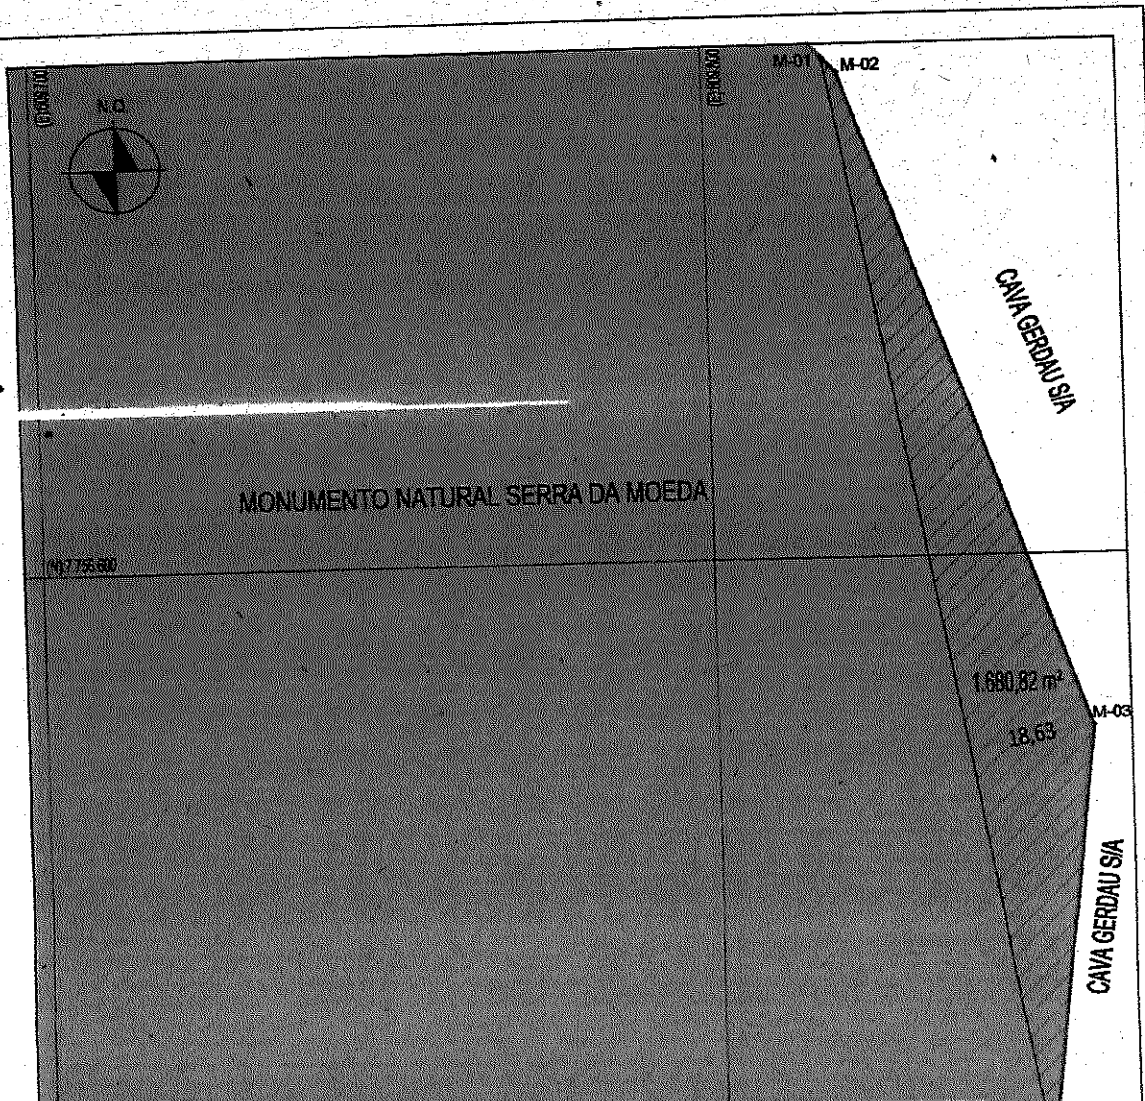 M-01
M-02
N.Q
CAVA GERDAU S/A
MONUMENTO NATURAL SERRA DA MOEDA
1.680,82 m²
M-03
18,63
CAVA GERDAU S/A